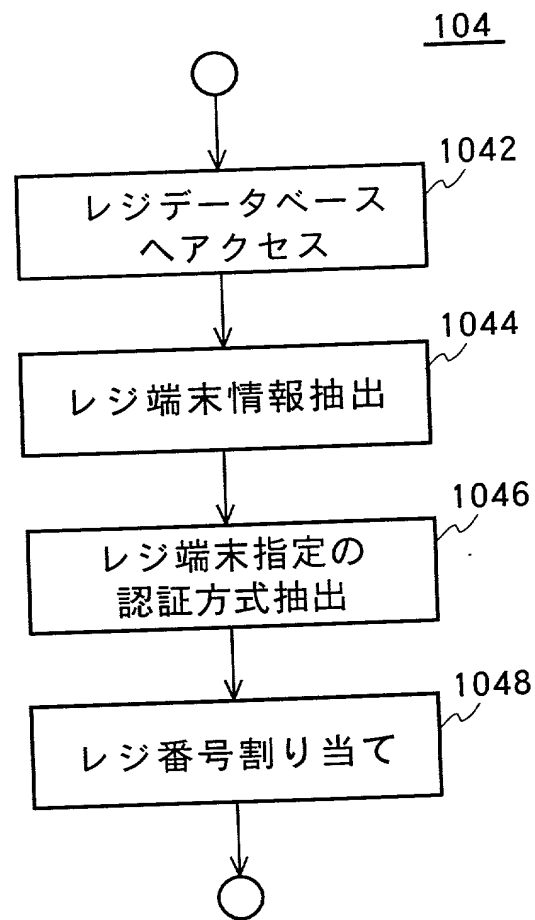 104
1042
レジデータベース
へアクセス
1044
レジ端末情報抽出
1046
レジ端末指定の
認証方式抽出
1048
レジ番号割り当て